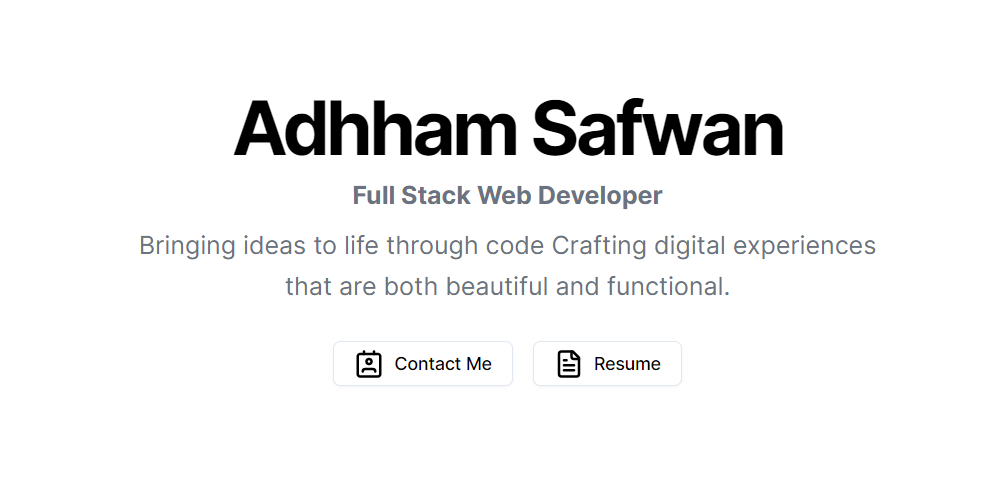 Adhham Safwan
Full Stack Web Developer
Bringing ideas to life through code Crafting digital experiences
that are both beautiful and functional.
Contact Me
Resume